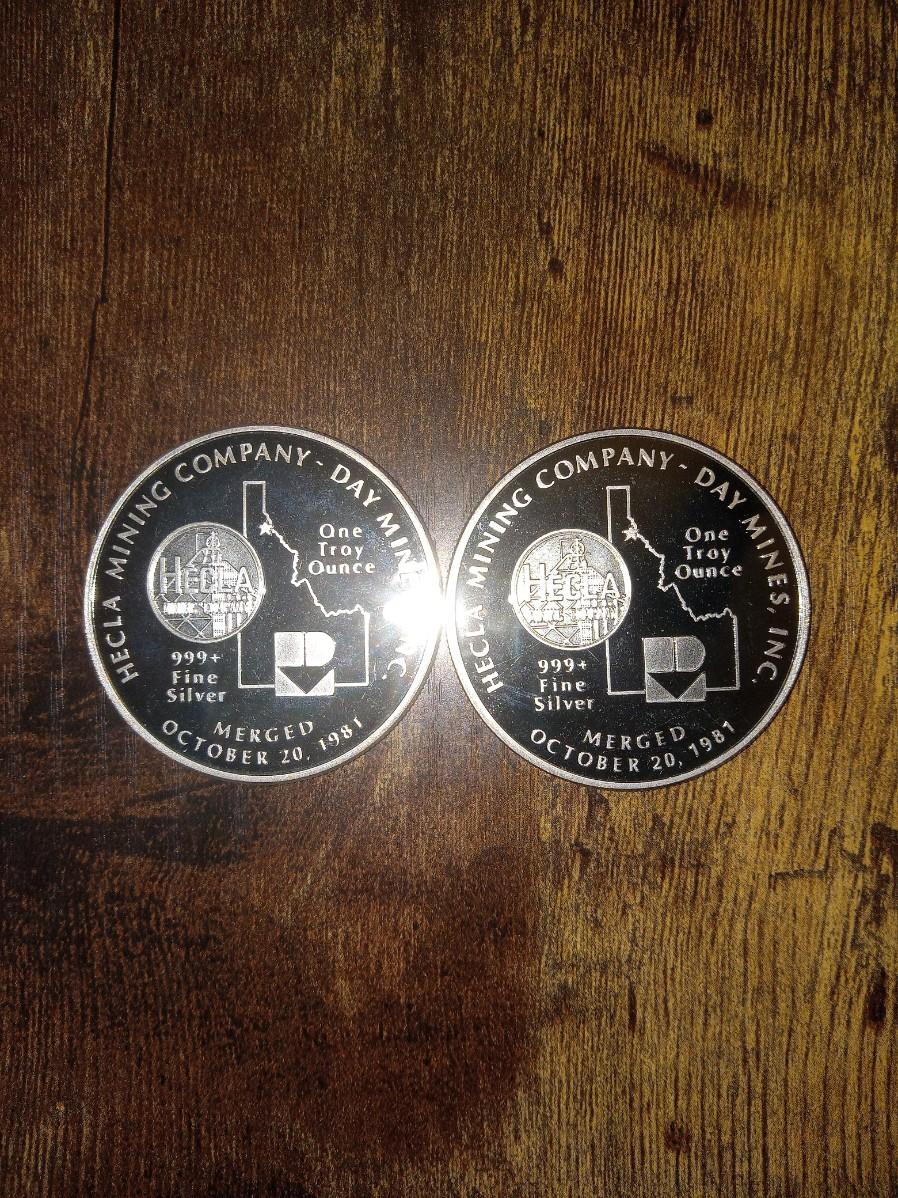 HECLA MINING COMPANY - DAY MINES, INC.
One
Troy
Ounce
HECLA
999+
Fine
Silver
MERGED
OCTOBER 20, 1981
HECLA MINING COMPANY - DAY MINES, INC.
One
Troy
Ounce
HECLA
999+
Fine
Silver
MERGED
OCTOBER 20, 1981